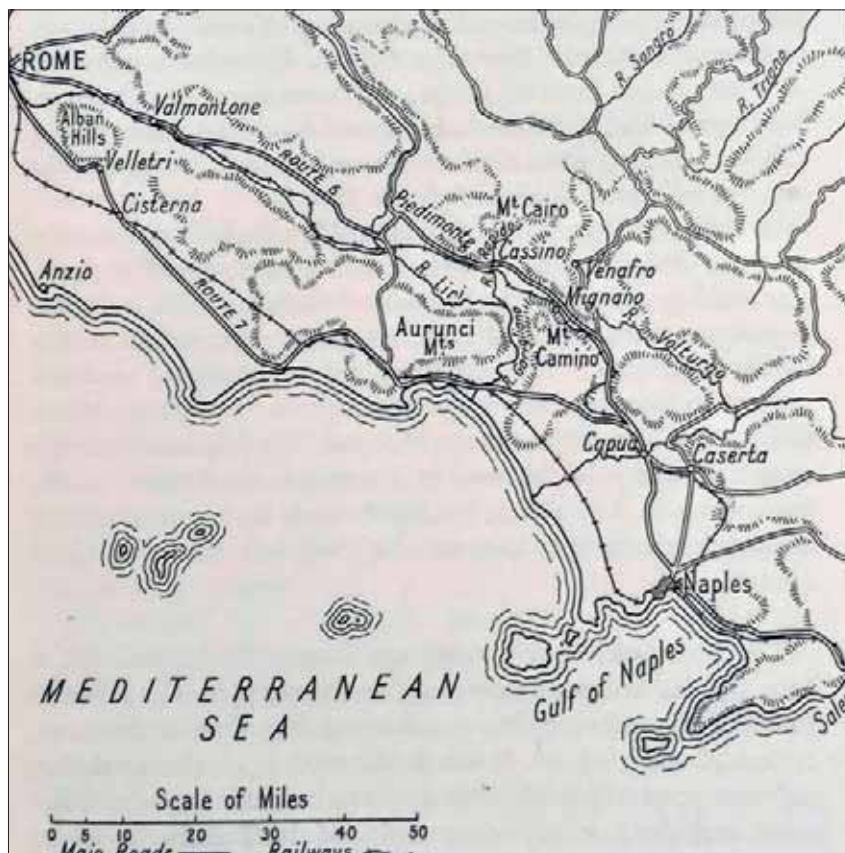 ROME
Alban
Hills
Valmontone
Velletri
Cisterna
Anzio
ROUTE 6
ROUTE 7
R. Sangro
R. Trigno
Piedimonte
Mt. Cairo
R. Rapido
Cassino
Venafro
Mignano
R. Liri
Aurunci
Mts
Garigliano
Mt.
Camino
R. Volturno
Capua
Caserta
Naples
Gulf of Naples
MEDITERRANEAN
SEA
Scale of Miles
0 5 10 20 30 40 50
Main Roads Railways